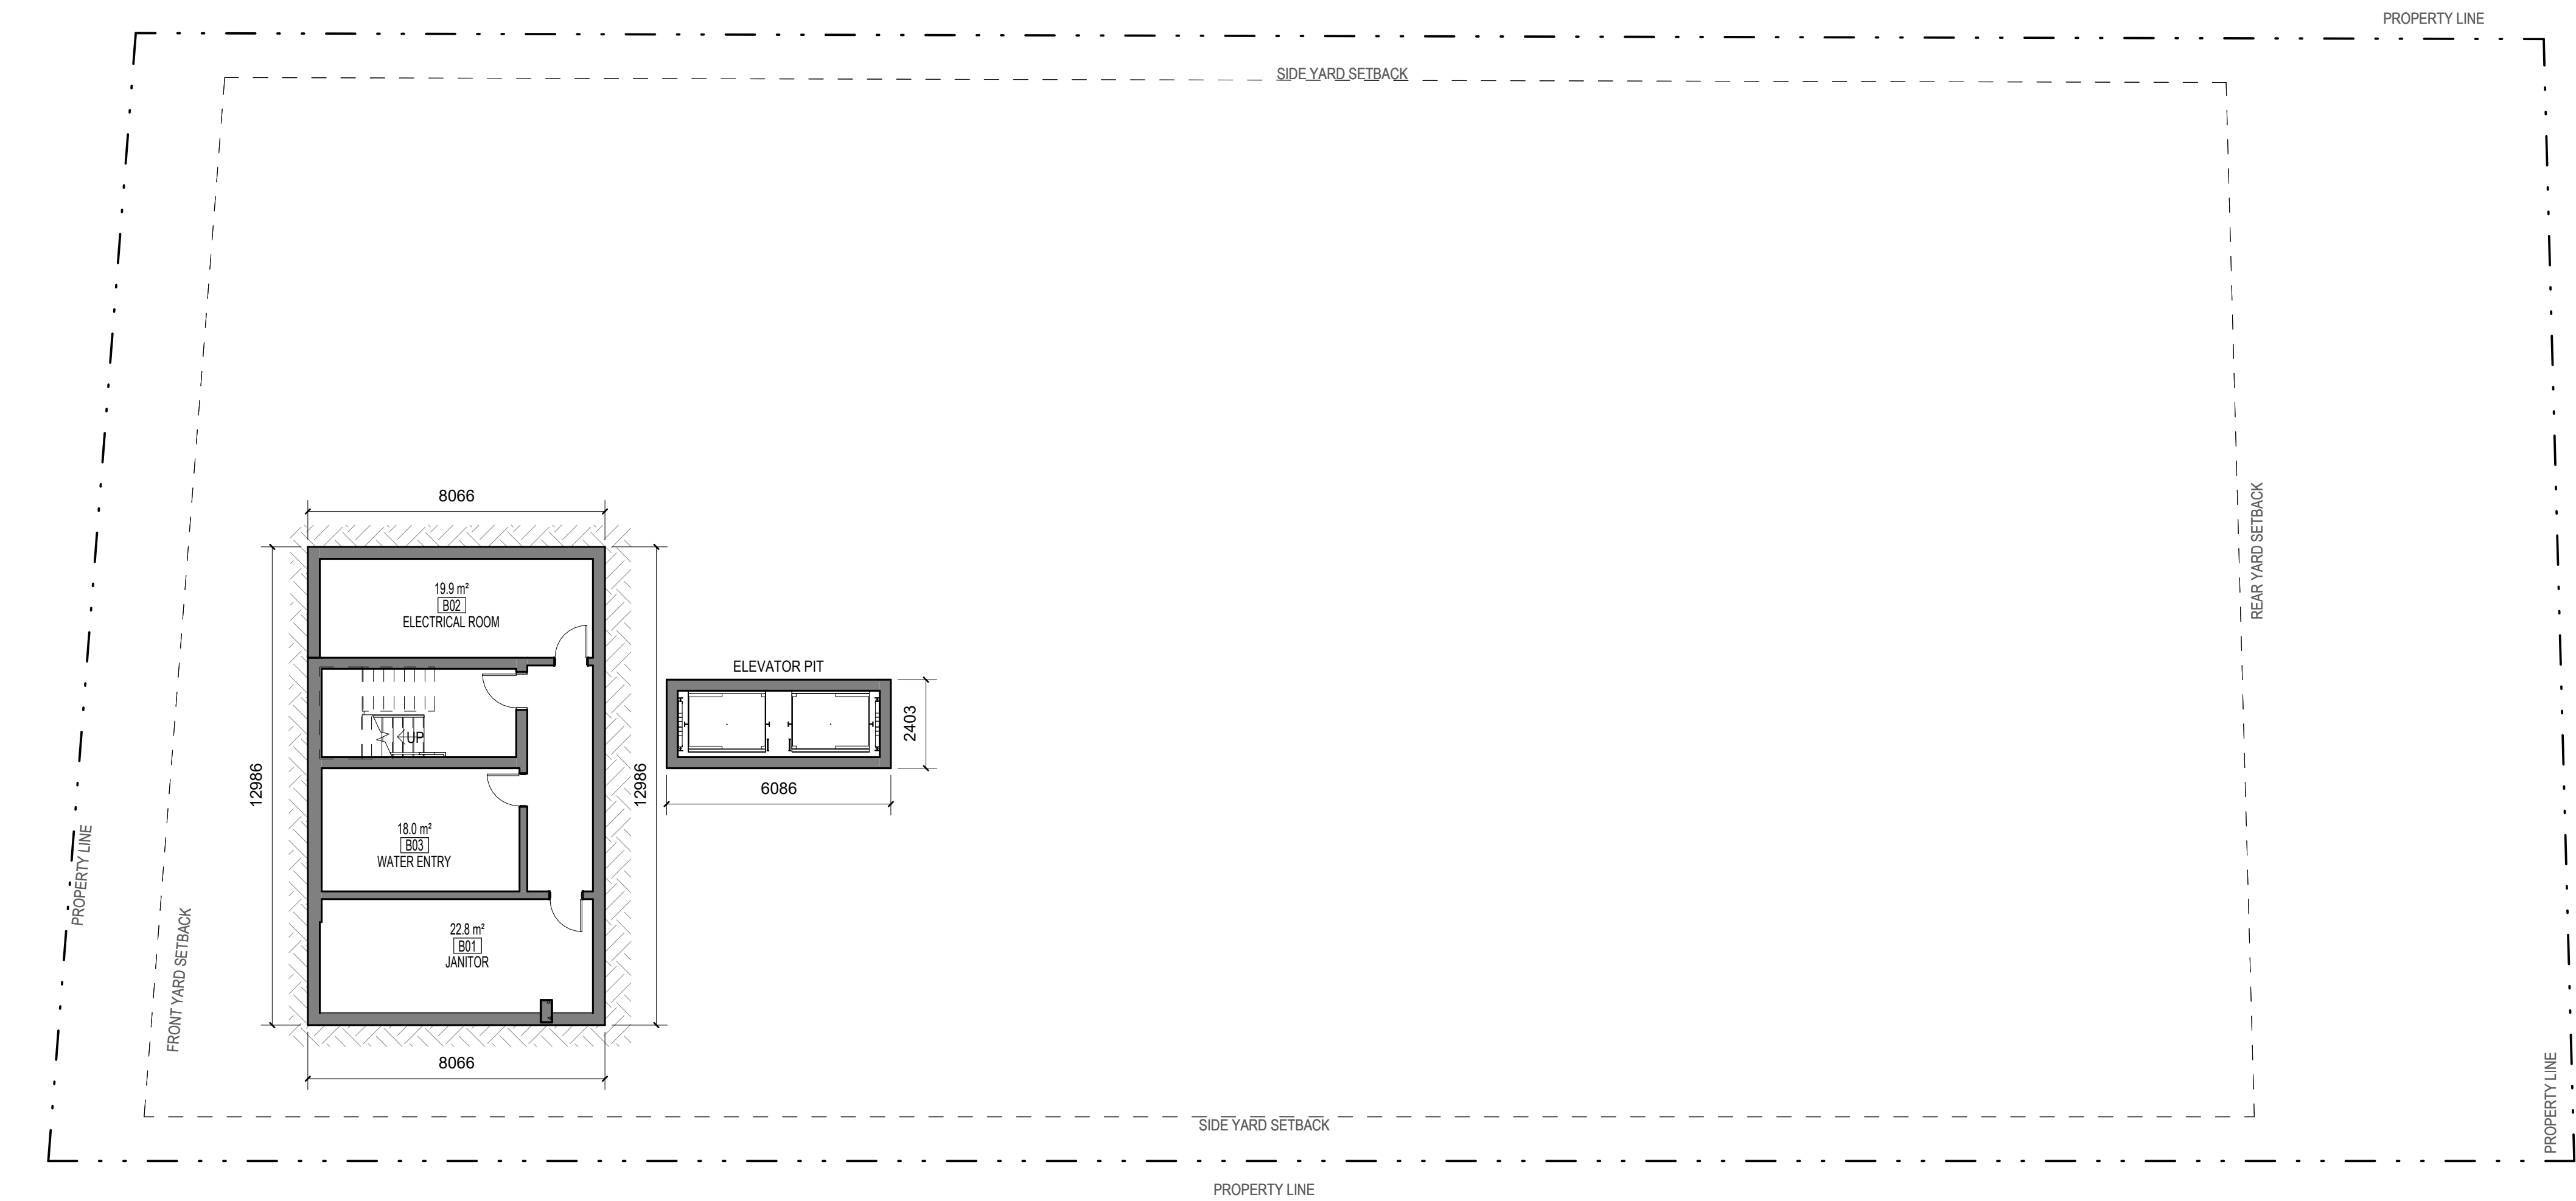 PROPERTY LINE
SIDE YARD SETBACK
8066
REAR YARD SETBACK
19.9 m²
B02
ELECTRICAL ROOM
ELEVATOR PIT
2403
UP
12986
12986
6086
PROPERTY LINE
18.0 m²
B03
WATER ENTRY
FRONT YARD SETBACK
22.8 m²
B01
JANITOR
8066
PROPERTY LINE
SIDE YARD SETBACK
PROPERTY LINE